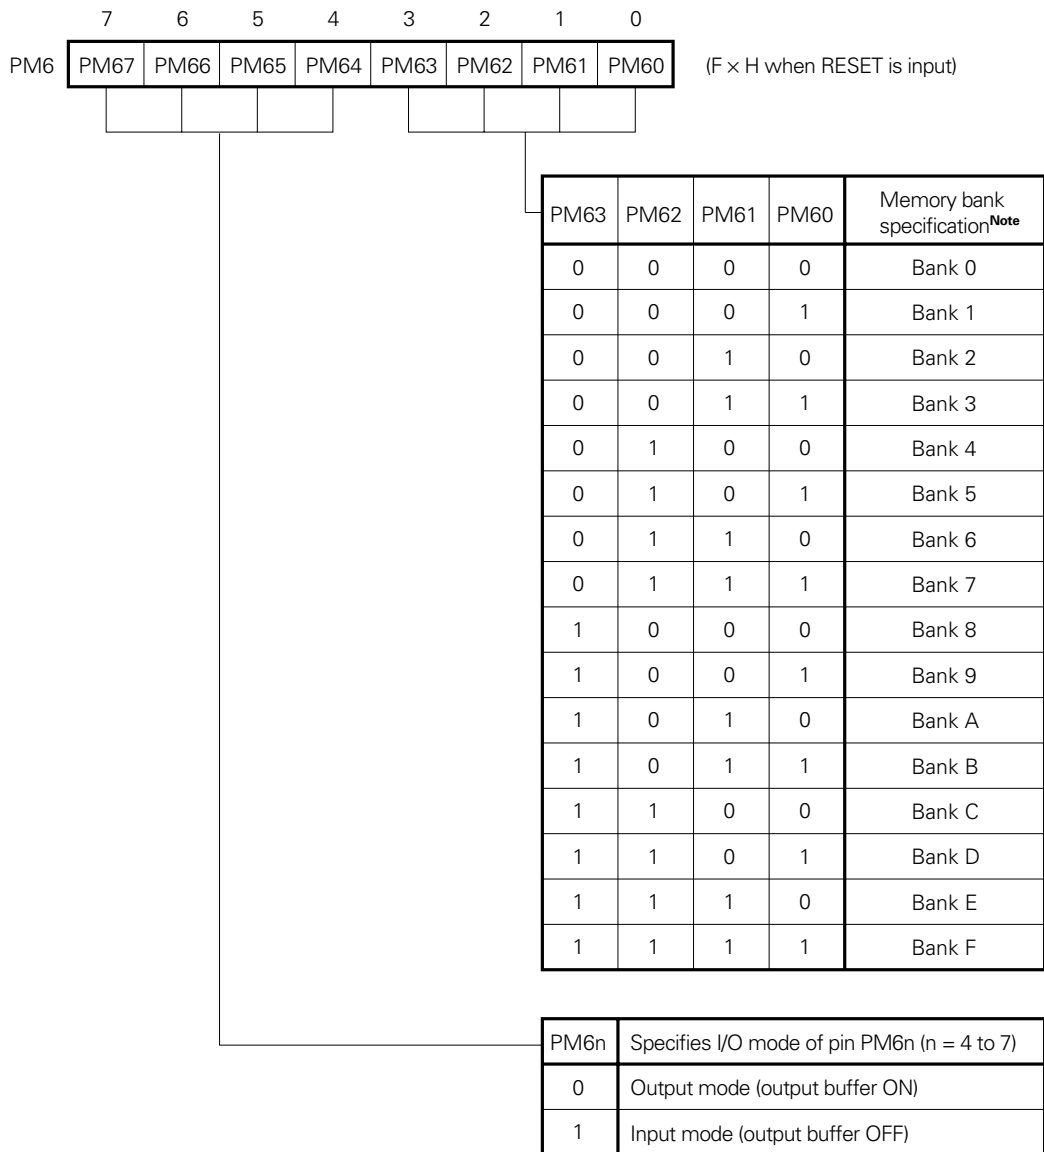 7 6 5 4 3 2 1 0
PM6 PM67 PM66 PM65 PM64 PM63 PM62 PM61 PM60 (F × H when RESET is input)
PM63 PM62 PM61 PM60 Memory bank
specificationNote
0 0 0 0 Bank 0
0 0 0 1 Bank 1
0 0 1 0 Bank 2
0 0 1 1 Bank 3
0 1 0 0 Bank 4
0 1 0 1 Bank 5
0 1 1 0 Bank 6
0 1 1 1 Bank 7
1 0 0 0 Bank 8
1 0 0 1 Bank 9
1 0 1 0 Bank A
1 0 1 1 Bank B
1 1 0 0 Bank C
1 1 0 1 Bank D
1 1 1 0 Bank E
1 1 1 1 Bank F
PM6n Specifies I/O mode of pin PM6n (n = 4 to 7)
0 Output mode (output buffer ON)
1 Input mode (output buffer OFF)